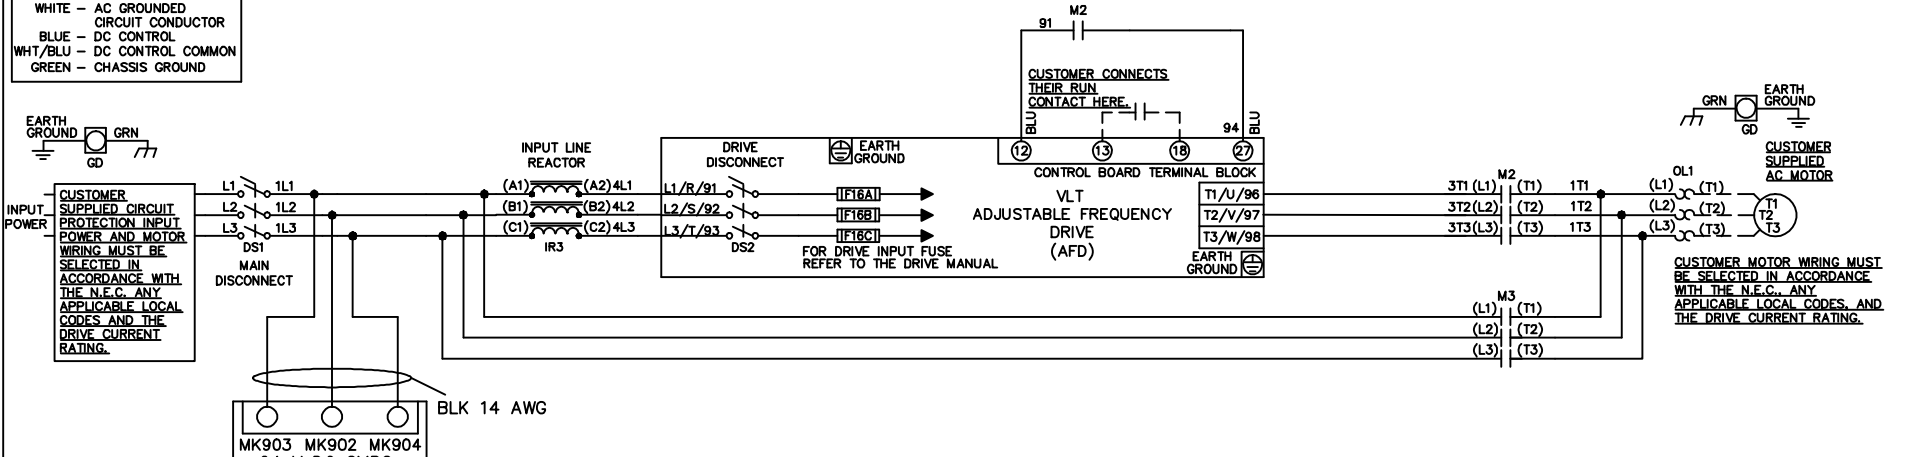 WHITE – AC GROUNDED
CIRCUIT CONDUCTOR
BLUE – DC CONTROL
WHT/BLU – DC CONTROL COMMON
GREEN – CHASSIS GROUND
EARTH
GROUND
GRN
GD
INPUT
POWER
CUSTOMER
SUPPLIED CIRCUIT
PROTECTION INPUT
POWER AND MOTOR
WIRING MUST BE
SELECTED IN
ACCORDANCE WITH
THE N.E.C. ANY
APPLICABLE LOCAL
CODES AND THE
DRIVE CURRENT
RATING.
L1 1L1
L2 1L2
L3 1L3
DS1
MAIN
DISCONNECT
BLK 14 AWG
MK903 MK902 MK904
INPUT LINE
REACTOR
(A1) (A2) 4L1
(B1) (B2) 4L2
(C1) (C2) 4L3
IR3
L1/R/91
L2/S/92
L3/T/93
DRIVE
DISCONNECT
DS2
EARTH
GROUND
F16A
F16B
F16C
FOR DRIVE INPUT FUSE
REFER TO THE DRIVE MANUAL
M2
91
CUSTOMER CONNECTS
THEIR RUN
CONTACT HERE.
BLU
94
BLU
12 13 18 27
CONTROL BOARD TERMINAL BLOCK
VLT
ADJUSTABLE FREQUENCY
DRIVE
(AFD)
T1/U/96
T2/V/97
T3/W/98
EARTH
GROUND
M2
3T1 (L1) (T1) 1T1
3T2 (L2) (T2) 1T2
3T3 (L3) (T3) 1T3
M3
(L1) (T1)
(L2) (T2)
(L3) (T3)
OL1
(L1) (T1)
(L2) (T2)
(L3) (T3)
T1
T2
T3
GRN
EARTH
GROUND
GD
CUSTOMER
SUPPLIED
AC MOTOR
CUSTOMER MOTOR WIRING MUST
BE SELECTED IN ACCORDANCE
WITH THE N.E.C., ANY
APPLICABLE LOCAL CODES, AND
THE DRIVE CURRENT RATING.